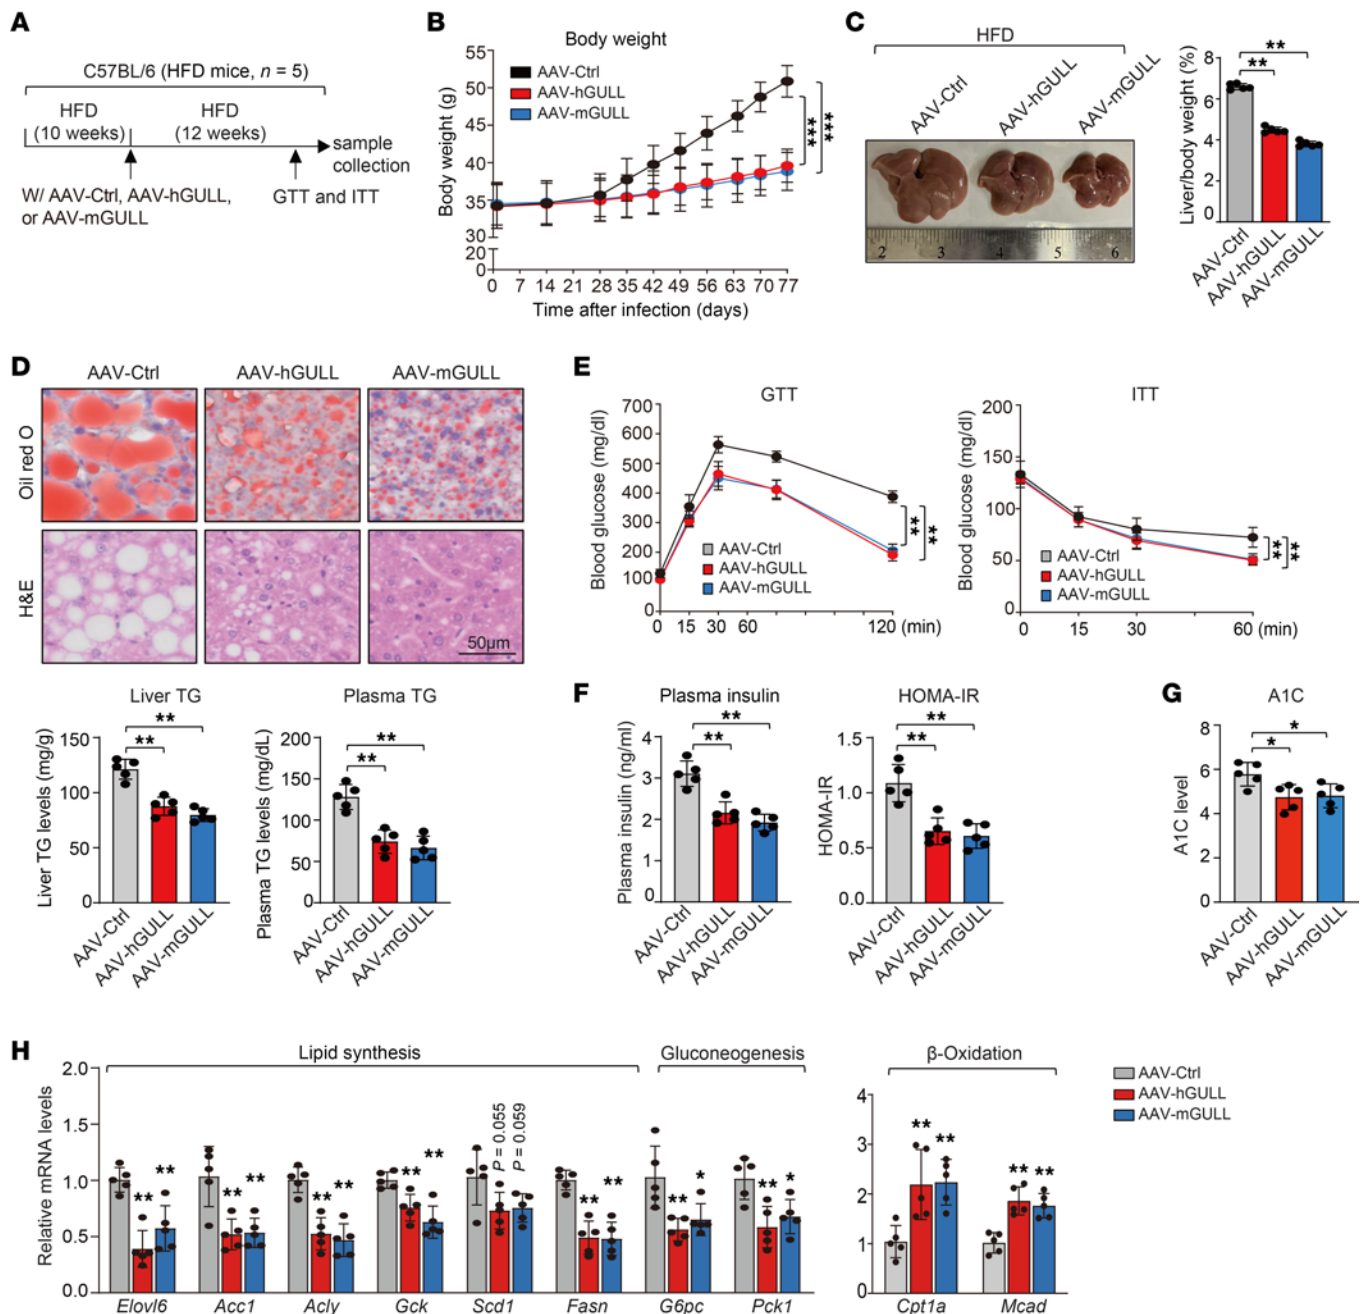 A
C57BL/6 (HFD mice, n = 5)
HFD
(10 weeks)
HFD
(12 weeks)
sample
collection
W/ AAV-Ctrl, AAV-hGULL,
or AAV-mGULL
GTT and ITT
B
Body weight
AAV-Ctrl
AAV-hGULL
AAV-mGULL
Body weight (g)
55
50
45
40
35
30
20
0
***
***
0 7 14 21 28 35 42 49 56 63 70 77
Time after infection (days)
C
HFD
AAV-Ctrl
AAV-hGULL
AAV-mGULL
2 3 4 5 6
Liver/body weight (%)
8
6
4
2
0
**
**
AAV-Ctrl
AAV-hGULL
AAV-mGULL
D
AAV-Ctrl
AAV-hGULL
AAV-mGULL
Oil red O
H&E
50µm
Liver TG
Liver TG levels (mg/g)
150
100
50
0
**
**
AAV-Ctrl
AAV-hGULL
AAV-mGULL
Plasma TG
Plasma TG levels (mg/dL)
200
150
100
50
0
**
**
AAV-Ctrl
AAV-hGULL
AAV-mGULL
E
GTT
Blood glucose (mg/dl)
700
600
500
400
300
200
100
0
AAV-Ctrl
AAV-hGULL
AAV-mGULL
**
**
0 15 30 60 120 (min)
ITT
Blood glucose (mg/dl)
200
150
100
50
0
AAV-Ctrl
AAV-hGULL
AAV-mGULL
**
**
0 15 30 60 (min)
F
Plasma insulin
Plasma insulin (ng/ml)
4
3
2
1
0
**
**
AAV-Ctrl
AAV-hGULL
AAV-mGULL
HOMA-IR
HOMA-IR
1.5
1.0
0.5
0.0
**
**
AAV-Ctrl
AAV-hGULL
AAV-mGULL
G
A1C
A1C level
8
6
4
2
0
*
*
AAV-Ctrl
AAV-hGULL
AAV-mGULL
H
Lipid synthesis
Gluconeogenesis
β-Oxidation
AAV-Ctrl
AAV-hGULL
AAV-mGULL
Relative mRNA levels
2.0
1.5
1.0
0.5
0.0
** ** ** ** ** ** ** ** P = 0.055 P = 0.059 ** ** ** * ** *
Elovl6 Acc1 Acly Gck Scd1 Fasn G6pc Pck1
4
3
2
1
0
** ** ** **
Cpt1a Mcad